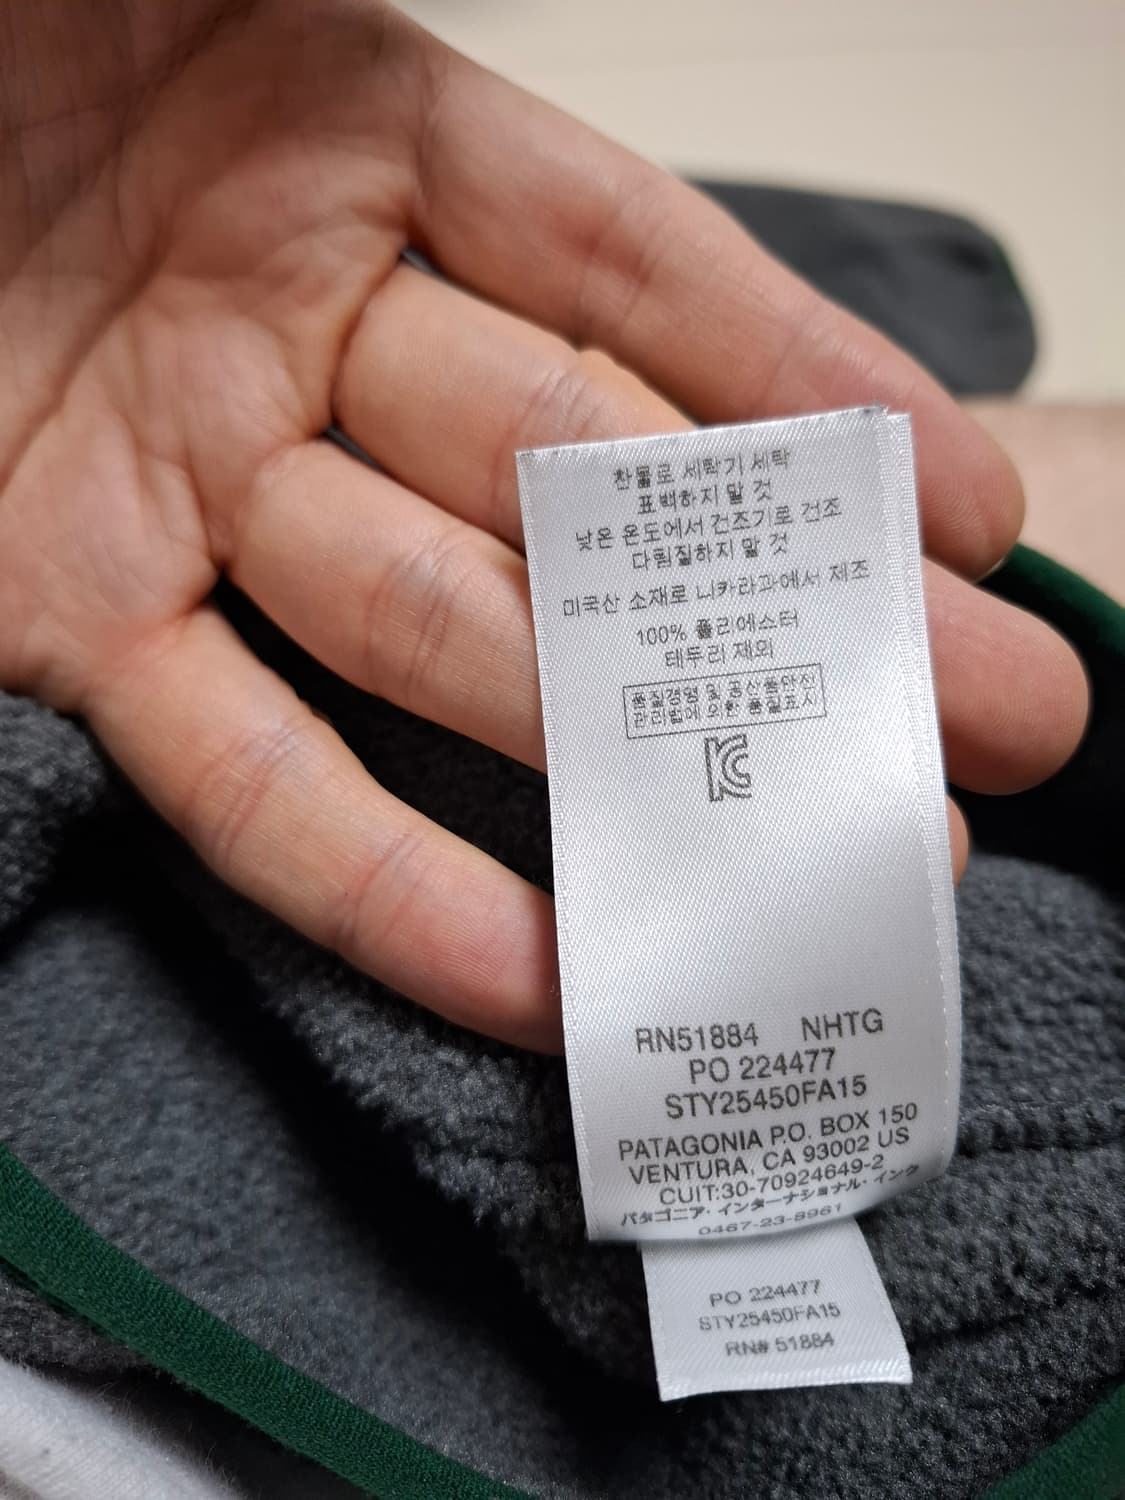 찬물로 세탁기 세탁
표백하지 말 것
낮은 온도에서 건조기로 건조
다림질하지 말 것
미국산 소재로 니카라과에서 제조
100% 폴리에스터
테두리 제외
품질경영 및 공산품안전
관리법에 의한 품질표시
RN51884 NHTG
PO 224477
STY25450FA15
PATAGONIA P.O. BOX 150
VENTURA, CA 93002 US
CUIT:30-70924649-2
パタゴニア・インターナショナル・インク
0467-23-8961
PO 224477
STY25450FA15
RN# 51884